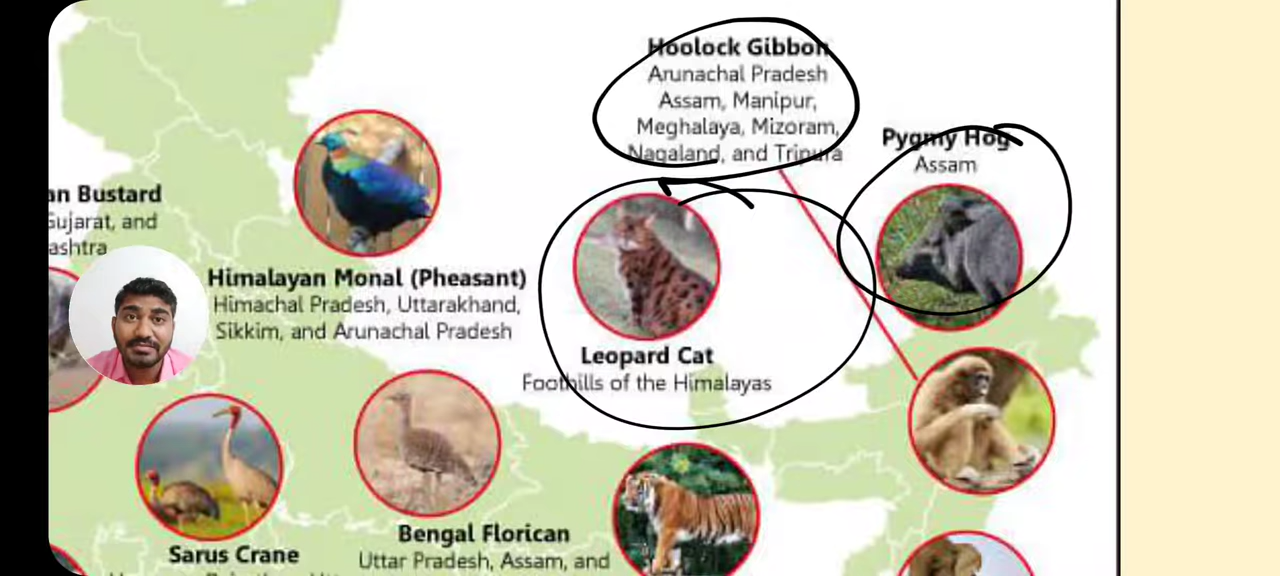 Hoolock Gibbon
Arunachal Pradesh
Assam, Manipur,
Meghalaya, Mizoram,
Nagaland, and Tripura
Pygmy Hog
Assam
an Bustard
Gujarat, and
ashtra
Himalayan Monal (Pheasant)
Himachal Pradesh, Uttarakhand,
Sikkim, and Arunachal Pradesh
Leopard Cat
Foothills of the Himalayas
Sarus Crane
Bengal Florican
Uttar Pradesh, Assam, and